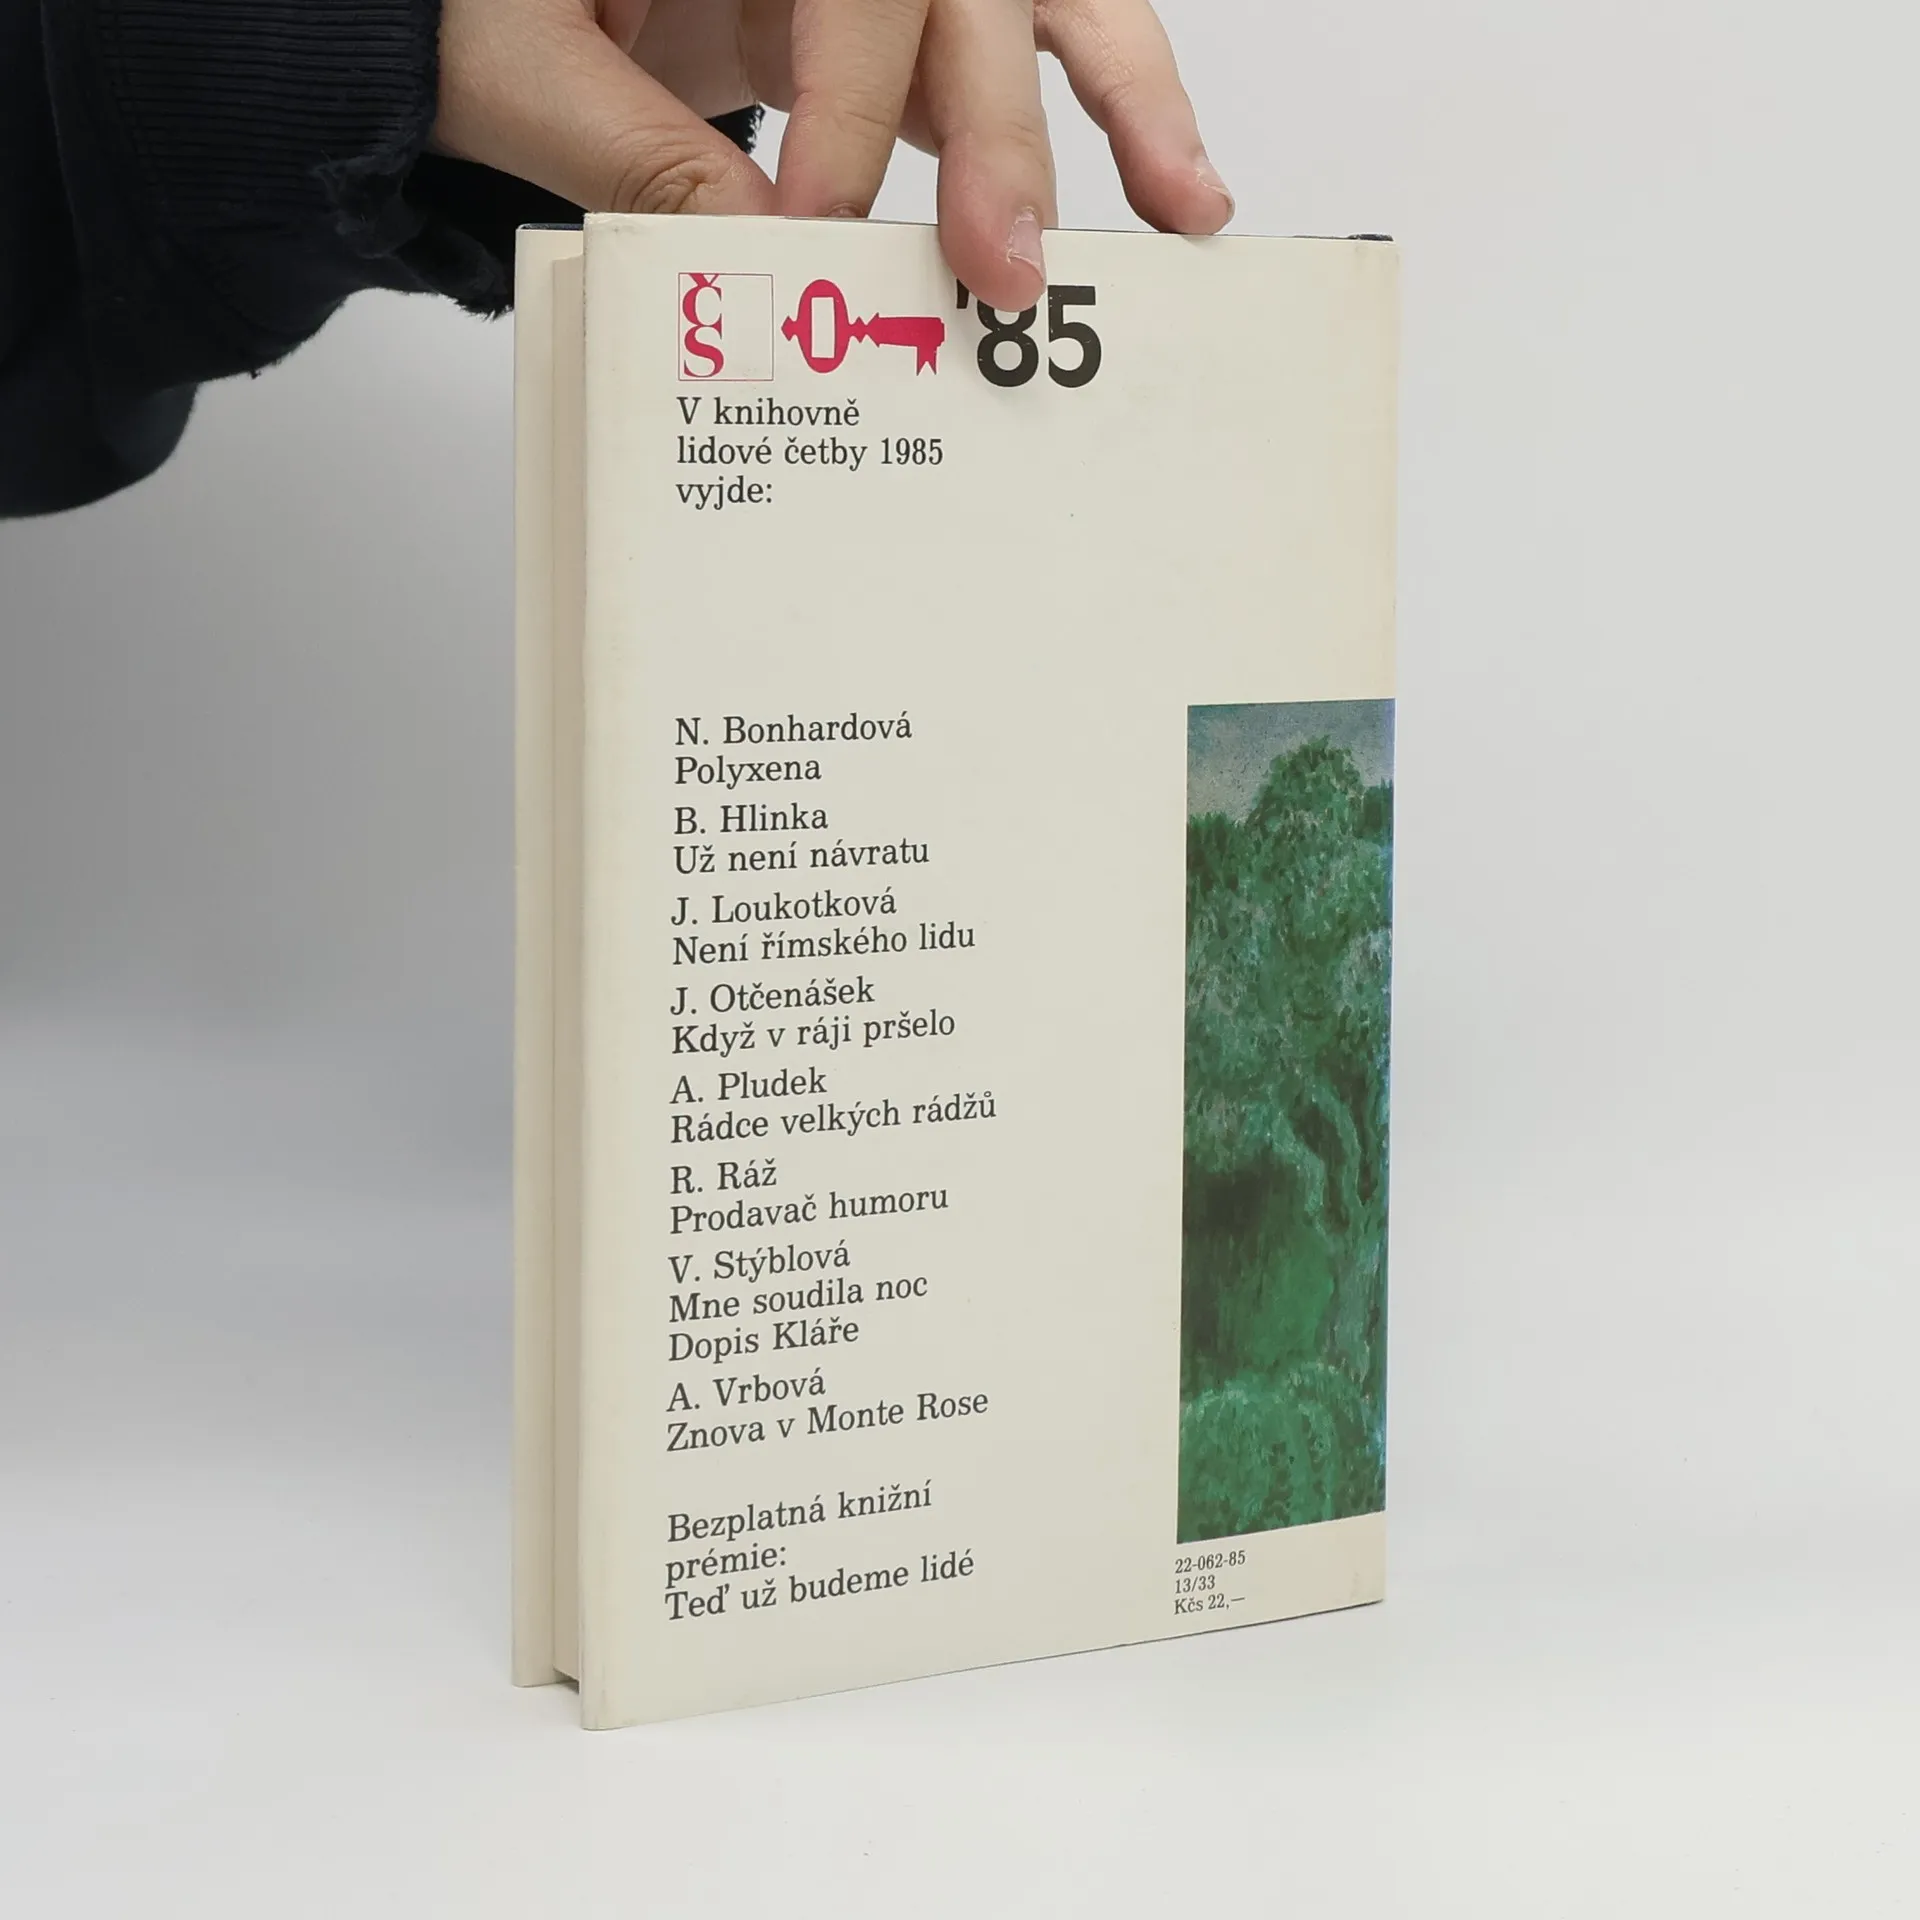 ČS
'85
V knihovně
lidové četby 1985
vyjde:
N. Bonhardová
Polyxena
B. Hlinka
Už není návratu
J. Loukotková
Není římského lidu
J. Otčenášek
Když v ráji pršelo
A. Pludek
Rádce velkých rádžů
R. Ráž
Prodavač humoru
V. Stýblová
Mne soudila noc
Dopis Kláře
A. Vrbová
Znova v Monte Rose
Bezplatná knižní
prémie:
Teď už budeme lidé
22-062-85
13/33
Kčs 22,—